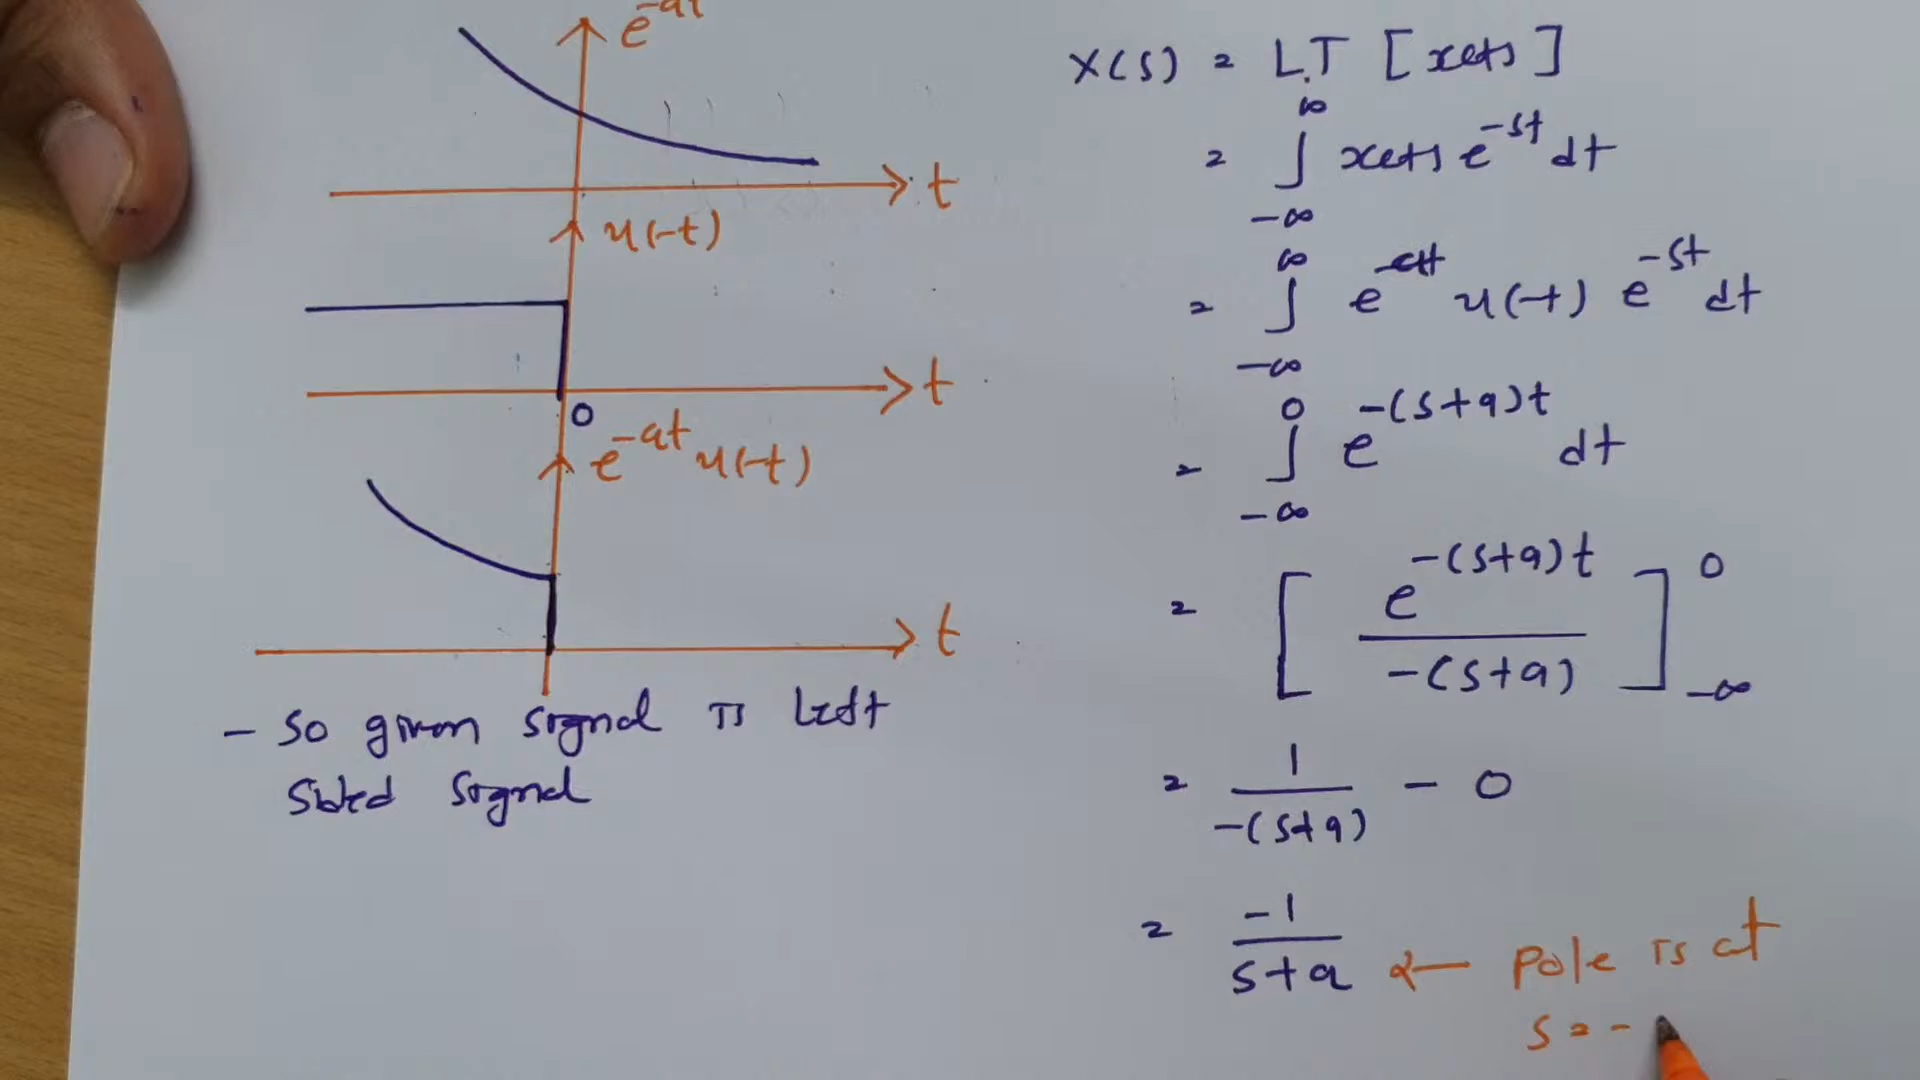 e^-at
t
u(-t)
t
0
e^-at u(-t)
t
- So given signal is Left
Sided Signal
X(s) = L.T [x(t)]
= ∫_{-∞}^{∞} x(t) e^-st dt
= ∫_{-∞}^{∞} e^-at u(-t) e^-st dt
= ∫_{-∞}^{0} e^-(s+a)t dt
= [ e^-(s+a)t / -(s+a) ]_{-∞}^{0}
= 1 / -(s+a) - 0
= -1 / s+a ← Pole is at
s = -